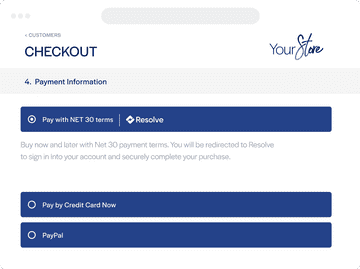 < CUSTOMERS
CHECKOUT
Your Store
4. Payment Information
Pay with NET 30 terms | Resolve
Buy now and later with Net 30 payment terms. You will be redirected to Resolve
to sign in into your account and securely complete your purchase.
Pay by Credit Card Now
PayPal